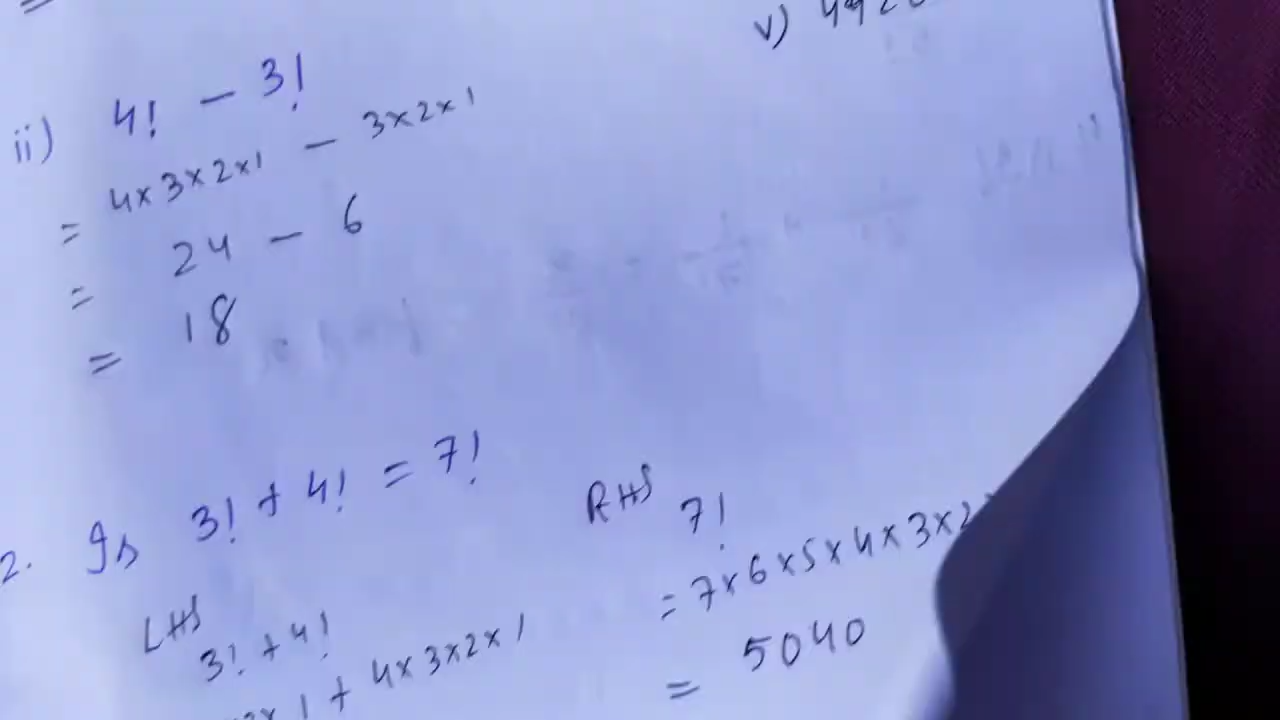 v)
ii) 4! - 3!
= 4×3×2×1 - 3×2×1
= 24 - 6
= 18
2. Is 3! + 4! = 7!
LHS
3! + 4!
×1 + 4×3×2×1
RHS
7!
= 7×6×5×4×3×2
= 5040